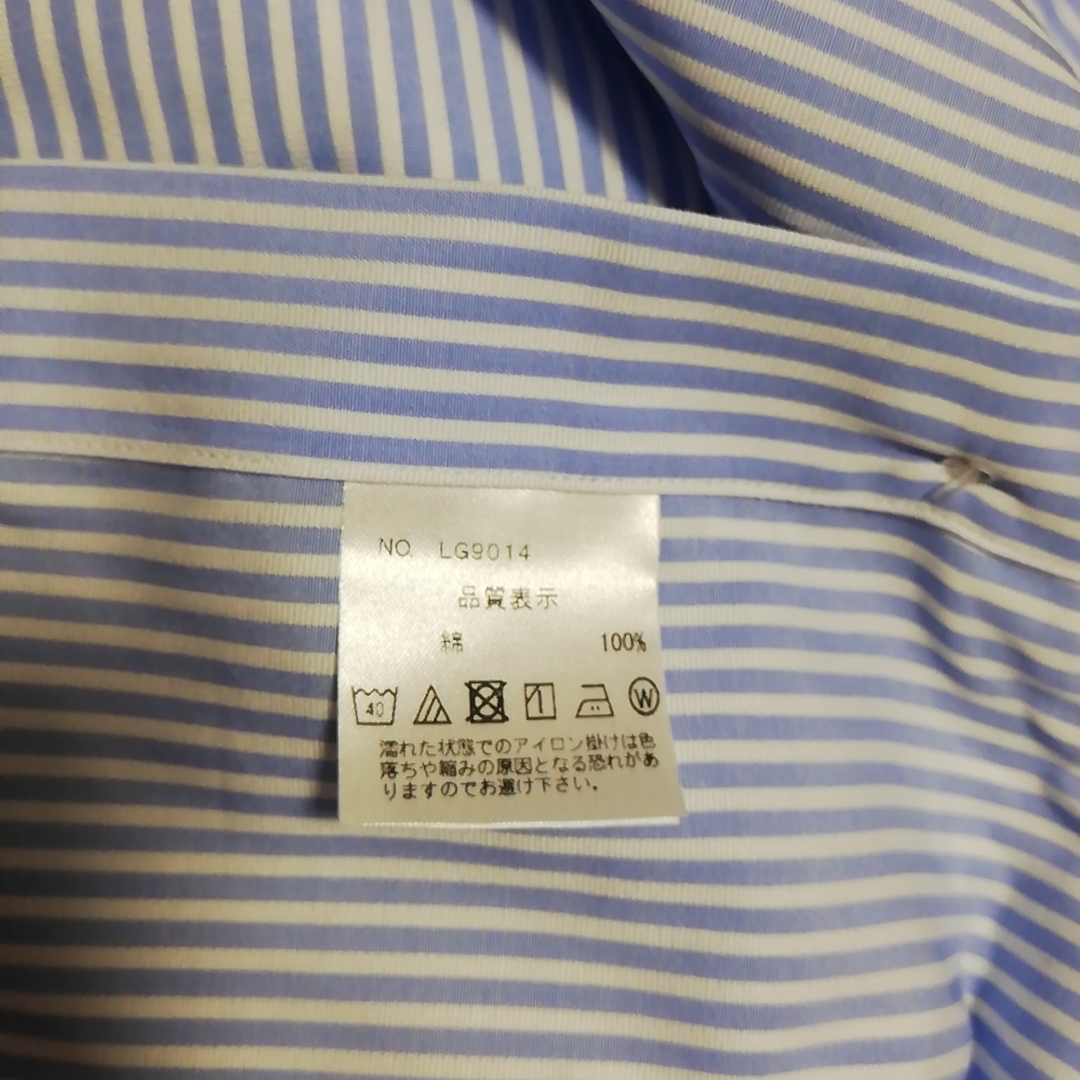 NO. LG9014
品質表示
綿 100%
40 W
濡れた状態でのアイロン掛けは色
落ちや縮みの原因となる恐れがあ
りますのでお避け下さい。